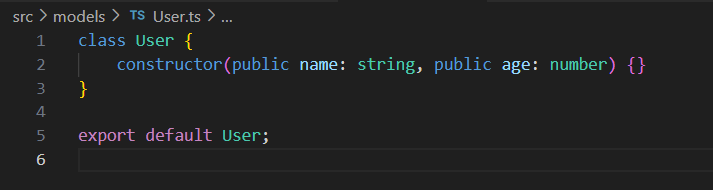 src > models > TS User.ts > ...
1 class User {
2     constructor(public name: string, public age: number) {}
3 }
4
5 export default User;
6